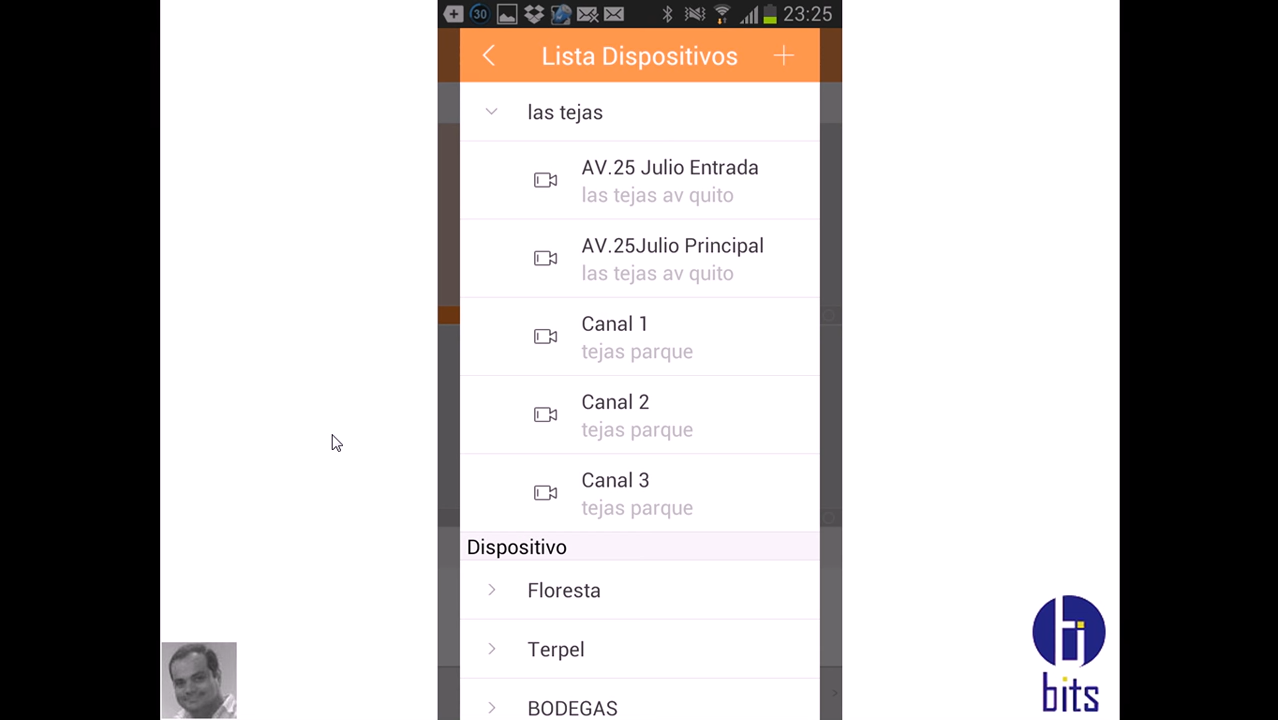 30
23:25
Lista Dispositivos
las tejas
AV.25 Julio Entrada
las tejas av quito
AV.25Julio Principal
las tejas av quito
Canal 1
tejas parque
Canal 2
tejas parque
Canal 3
tejas parque
Dispositivo
Floresta
Terpel
BODEGAS
bits